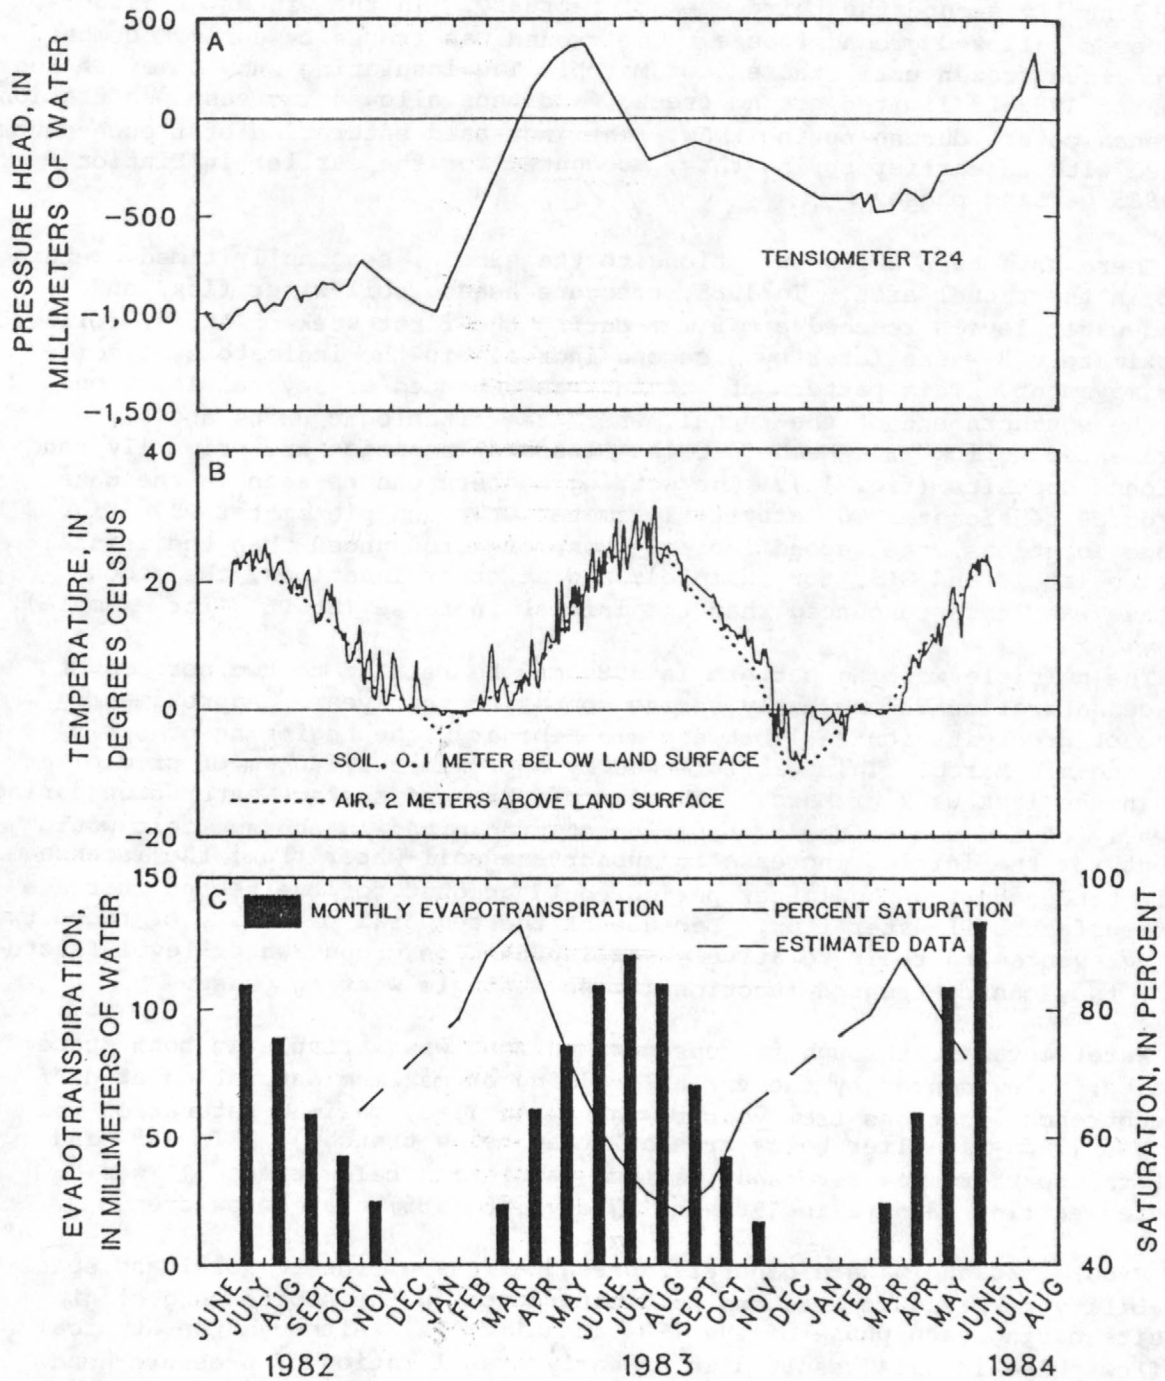 500
A
0
−500
TENSIOMETER T24
−1,000
−1,500
PRESSURE HEAD, IN
MILLIMETERS OF WATER
40
B
20
0
SOIL, 0.1 METER BELOW LAND SURFACE
AIR, 2 METERS ABOVE LAND SURFACE
−20
TEMPERATURE, IN
DEGREES CELSIUS
150
C
MONTHLY EVAPOTRANSPIRATION
PERCENT SATURATION
ESTIMATED DATA
100
50
0
EVAPOTRANSPIRATION,
IN MILLIMETERS OF WATER
100
80
60
40
SATURATION, IN PERCENT
JUNE JULY AUG SEPT OCT NOV DEC JAN FEB MAR APR MAY JUNE JULY AUG SEPT OCT NOV DEC JAN FEB MAR APR MAY JUNE JULY AUG
1982 1983 1984